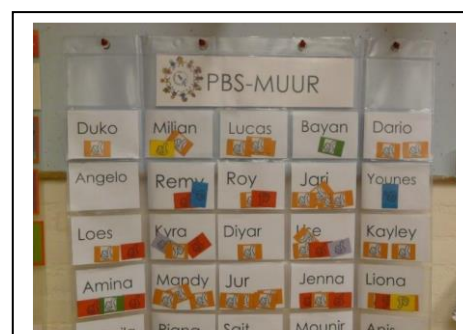 PBS-MUUR
Duko Milian Lucas Bayan Dario
Angelo Remy Roy Jari Younes
Loes Kyra Diyar Kayley
Amina Mandy Jur Jenna Liona